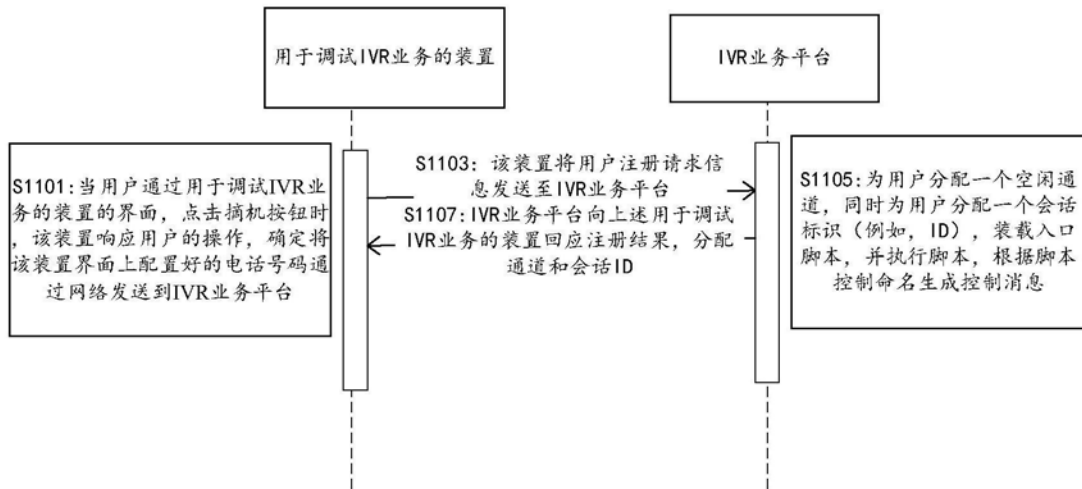 用于调试IVR业务的装置
IVR业务平台
S1101:当用户通过用于调试IVR业
务的装置的界面，点击摘机按钮时
，该装置响应用户的操作，确定将
该装置界面上配置好的电话号码通
过网络发送到IVR业务平台
S1103：该装置将用户注册请求信
息发送至IVR业务平台
S1107：IVR业务平台向上述用于调试
IVR业务的装置回应注册结果，分配
通道和会话ID
S1105：为用户分配一个空闲通
道，同时为用户分配一个会话
标识（例如，ID），装载入口
脚本，并执行脚本，根据脚本
控制命名生成控制消息